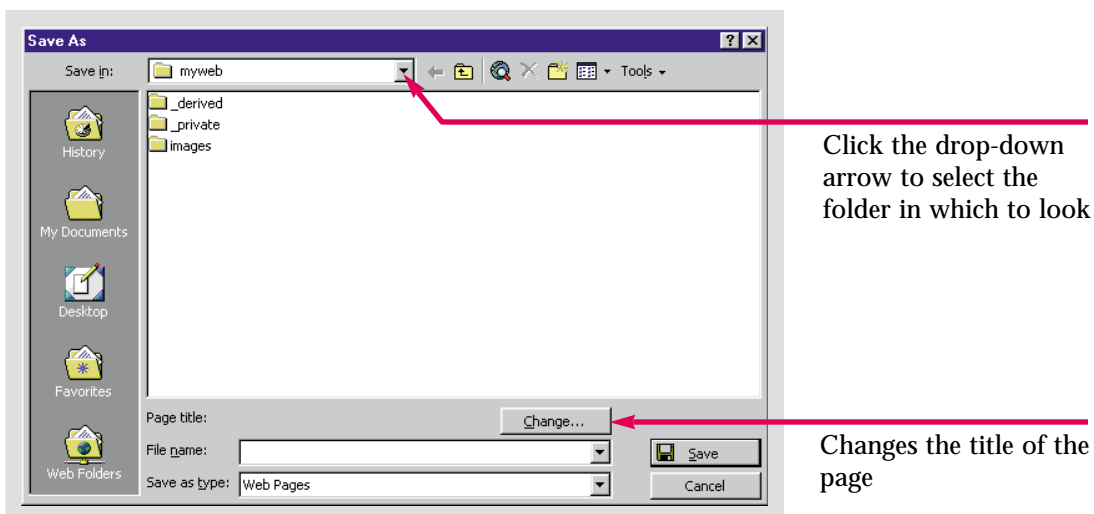 Save As
Save in:
myweb
Tools
_derived
_private
images
History
My Documents
Desktop
Favorites
Web Folders
Page title:
Change...
File name:
Save
Save as type:
Web Pages
Cancel
Click the drop-down
arrow to select the
folder in which to look
Changes the title of the
page